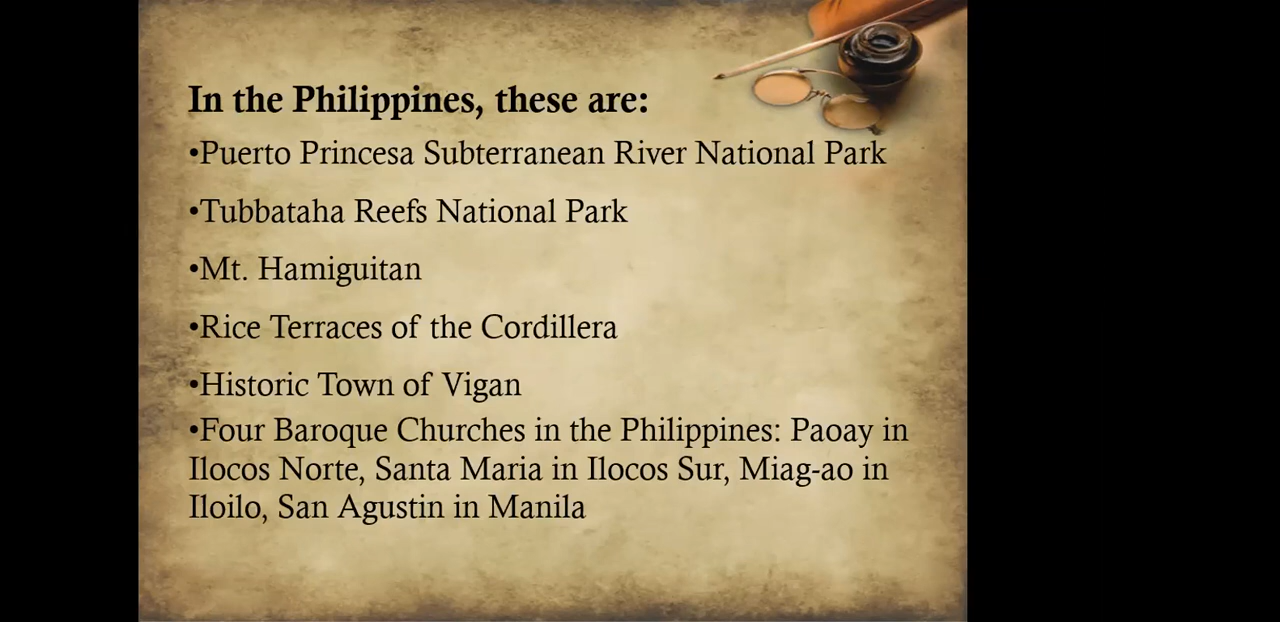 In the Philippines, these are:
•Puerto Princesa Subterranean River National Park
•Tubbataha Reefs National Park
•Mt. Hamiguitan
•Rice Terraces of the Cordillera
•Historic Town of Vigan
•Four Baroque Churches in the Philippines: Paoay in
Ilocos Norte, Santa Maria in Ilocos Sur, Miag-ao in
Iloilo, San Agustin in Manila